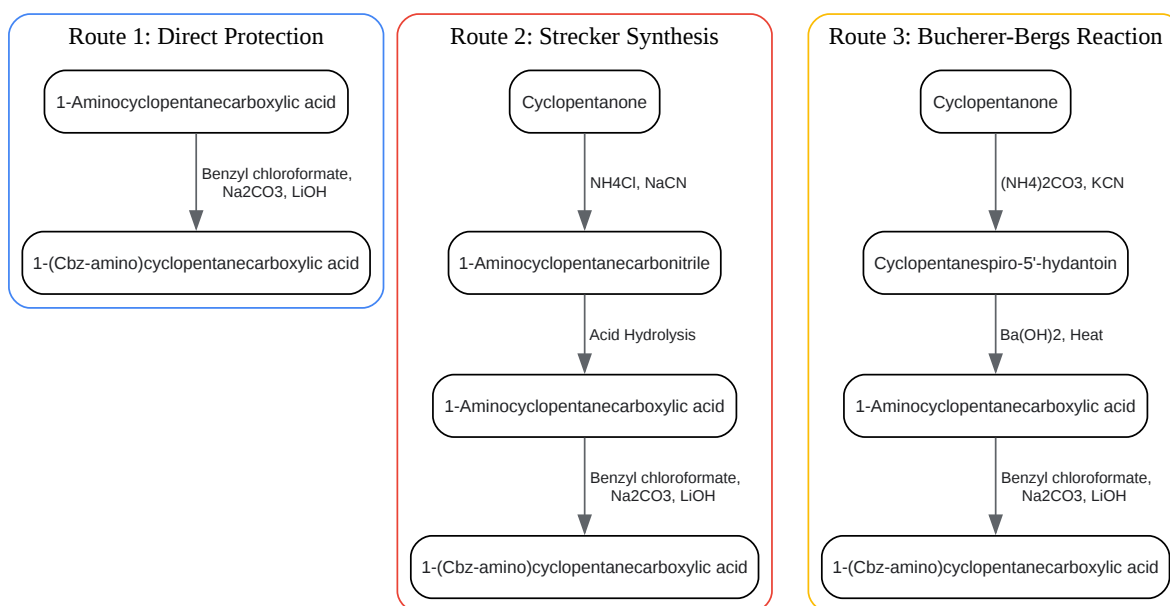 Route 1: Direct Protection
1-Aminocyclopentanecarboxylic acid
Benzyl chloroformate,
Na2CO3, LiOH
1-(Cbz-amino)cyclopentanecarboxylic acid
Route 2: Strecker Synthesis
Cyclopentanone
NH4Cl, NaCN
1-Aminocyclopentanecarbonitrile
Acid Hydrolysis
1-Aminocyclopentanecarboxylic acid
Benzyl chloroformate,
Na2CO3, LiOH
1-(Cbz-amino)cyclopentanecarboxylic acid
Route 3: Bucherer-Bergs Reaction
Cyclopentanone
(NH4)2CO3, KCN
Cyclopentanespiro-5'-hydantoin
Ba(OH)2, Heat
1-Aminocyclopentanecarboxylic acid
Benzyl chloroformate,
Na2CO3, LiOH
1-(Cbz-amino)cyclopentanecarboxylic acid